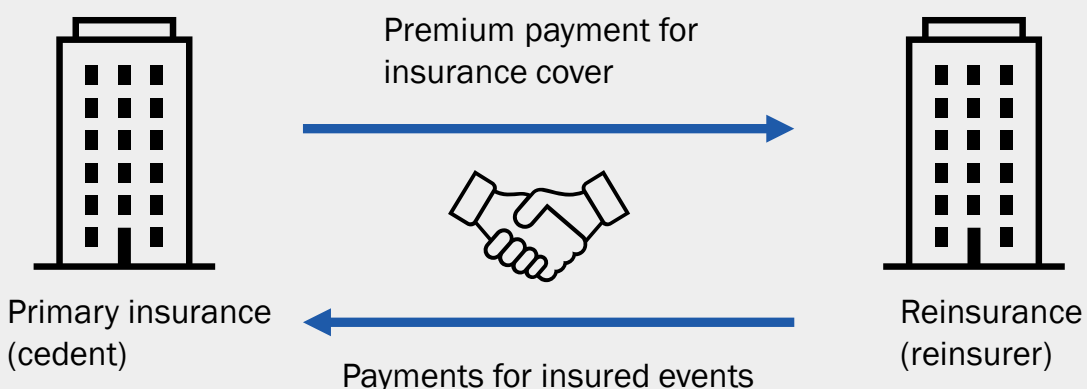 Premium payment for
insurance cover
Primary insurance
(cedent)
Reinsurance
(reinsurer)
Payments for insured events